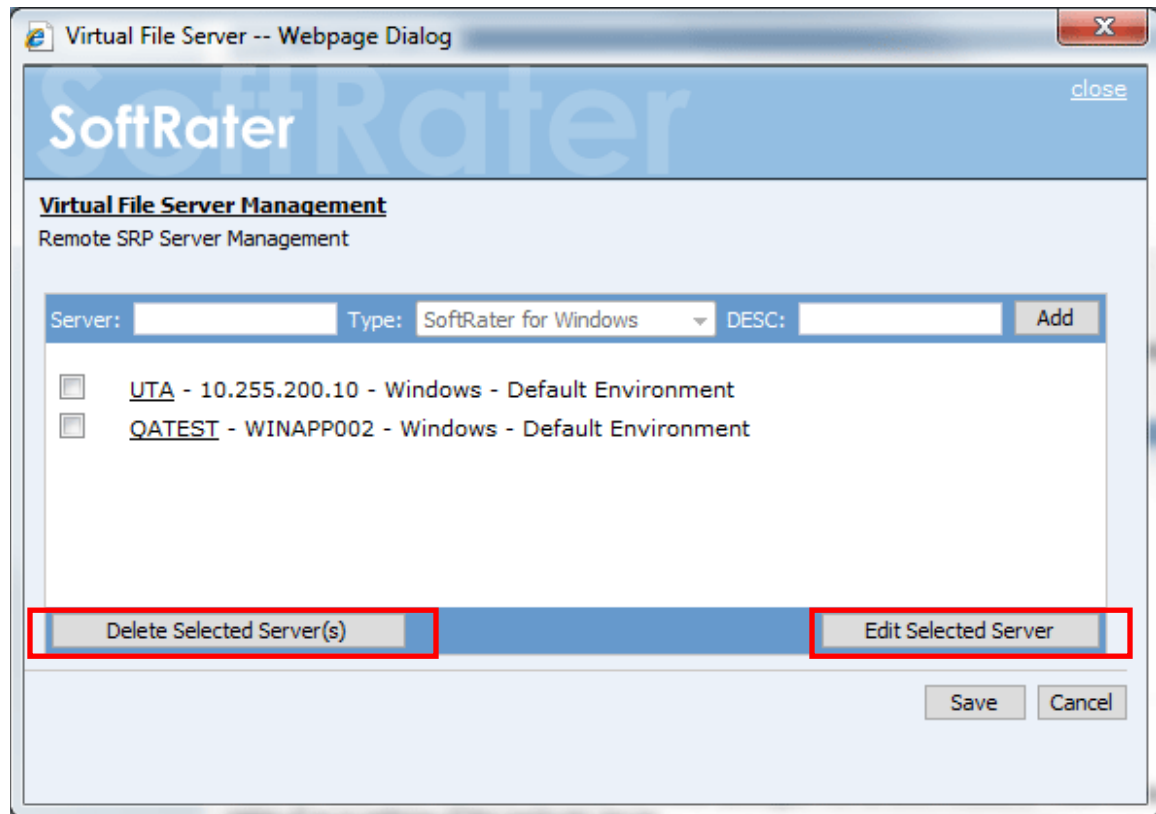 Virtual File Server -- Webpage Dialog
SoftRater
close
SoftRater
Virtual File Server Management
Remote SRP Server Management
Server: Type: SoftRater for Windows DESC: Add
UTA - 10.255.200.10 - Windows - Default Environment
QATEST - WINAPP002 - Windows - Default Environment
Delete Selected Server(s) Edit Selected Server
Save Cancel